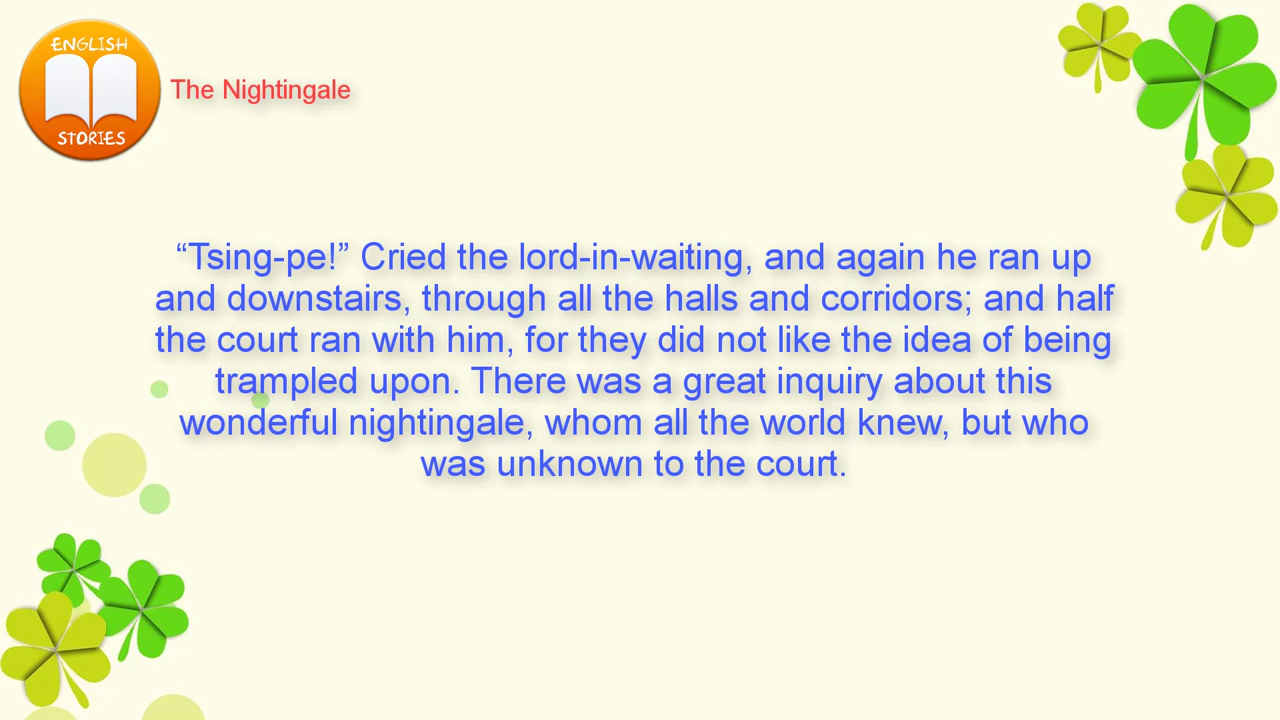 ENGLISH
STORIES
The Nightingale
“Tsing-pe!” Cried the lord-in-waiting, and again he ran up
and downstairs, through all the halls and corridors; and half
the court ran with him, for they did not like the idea of being
trampled upon. There was a great inquiry about this
wonderful nightingale, whom all the world knew, but who
was unknown to the court.